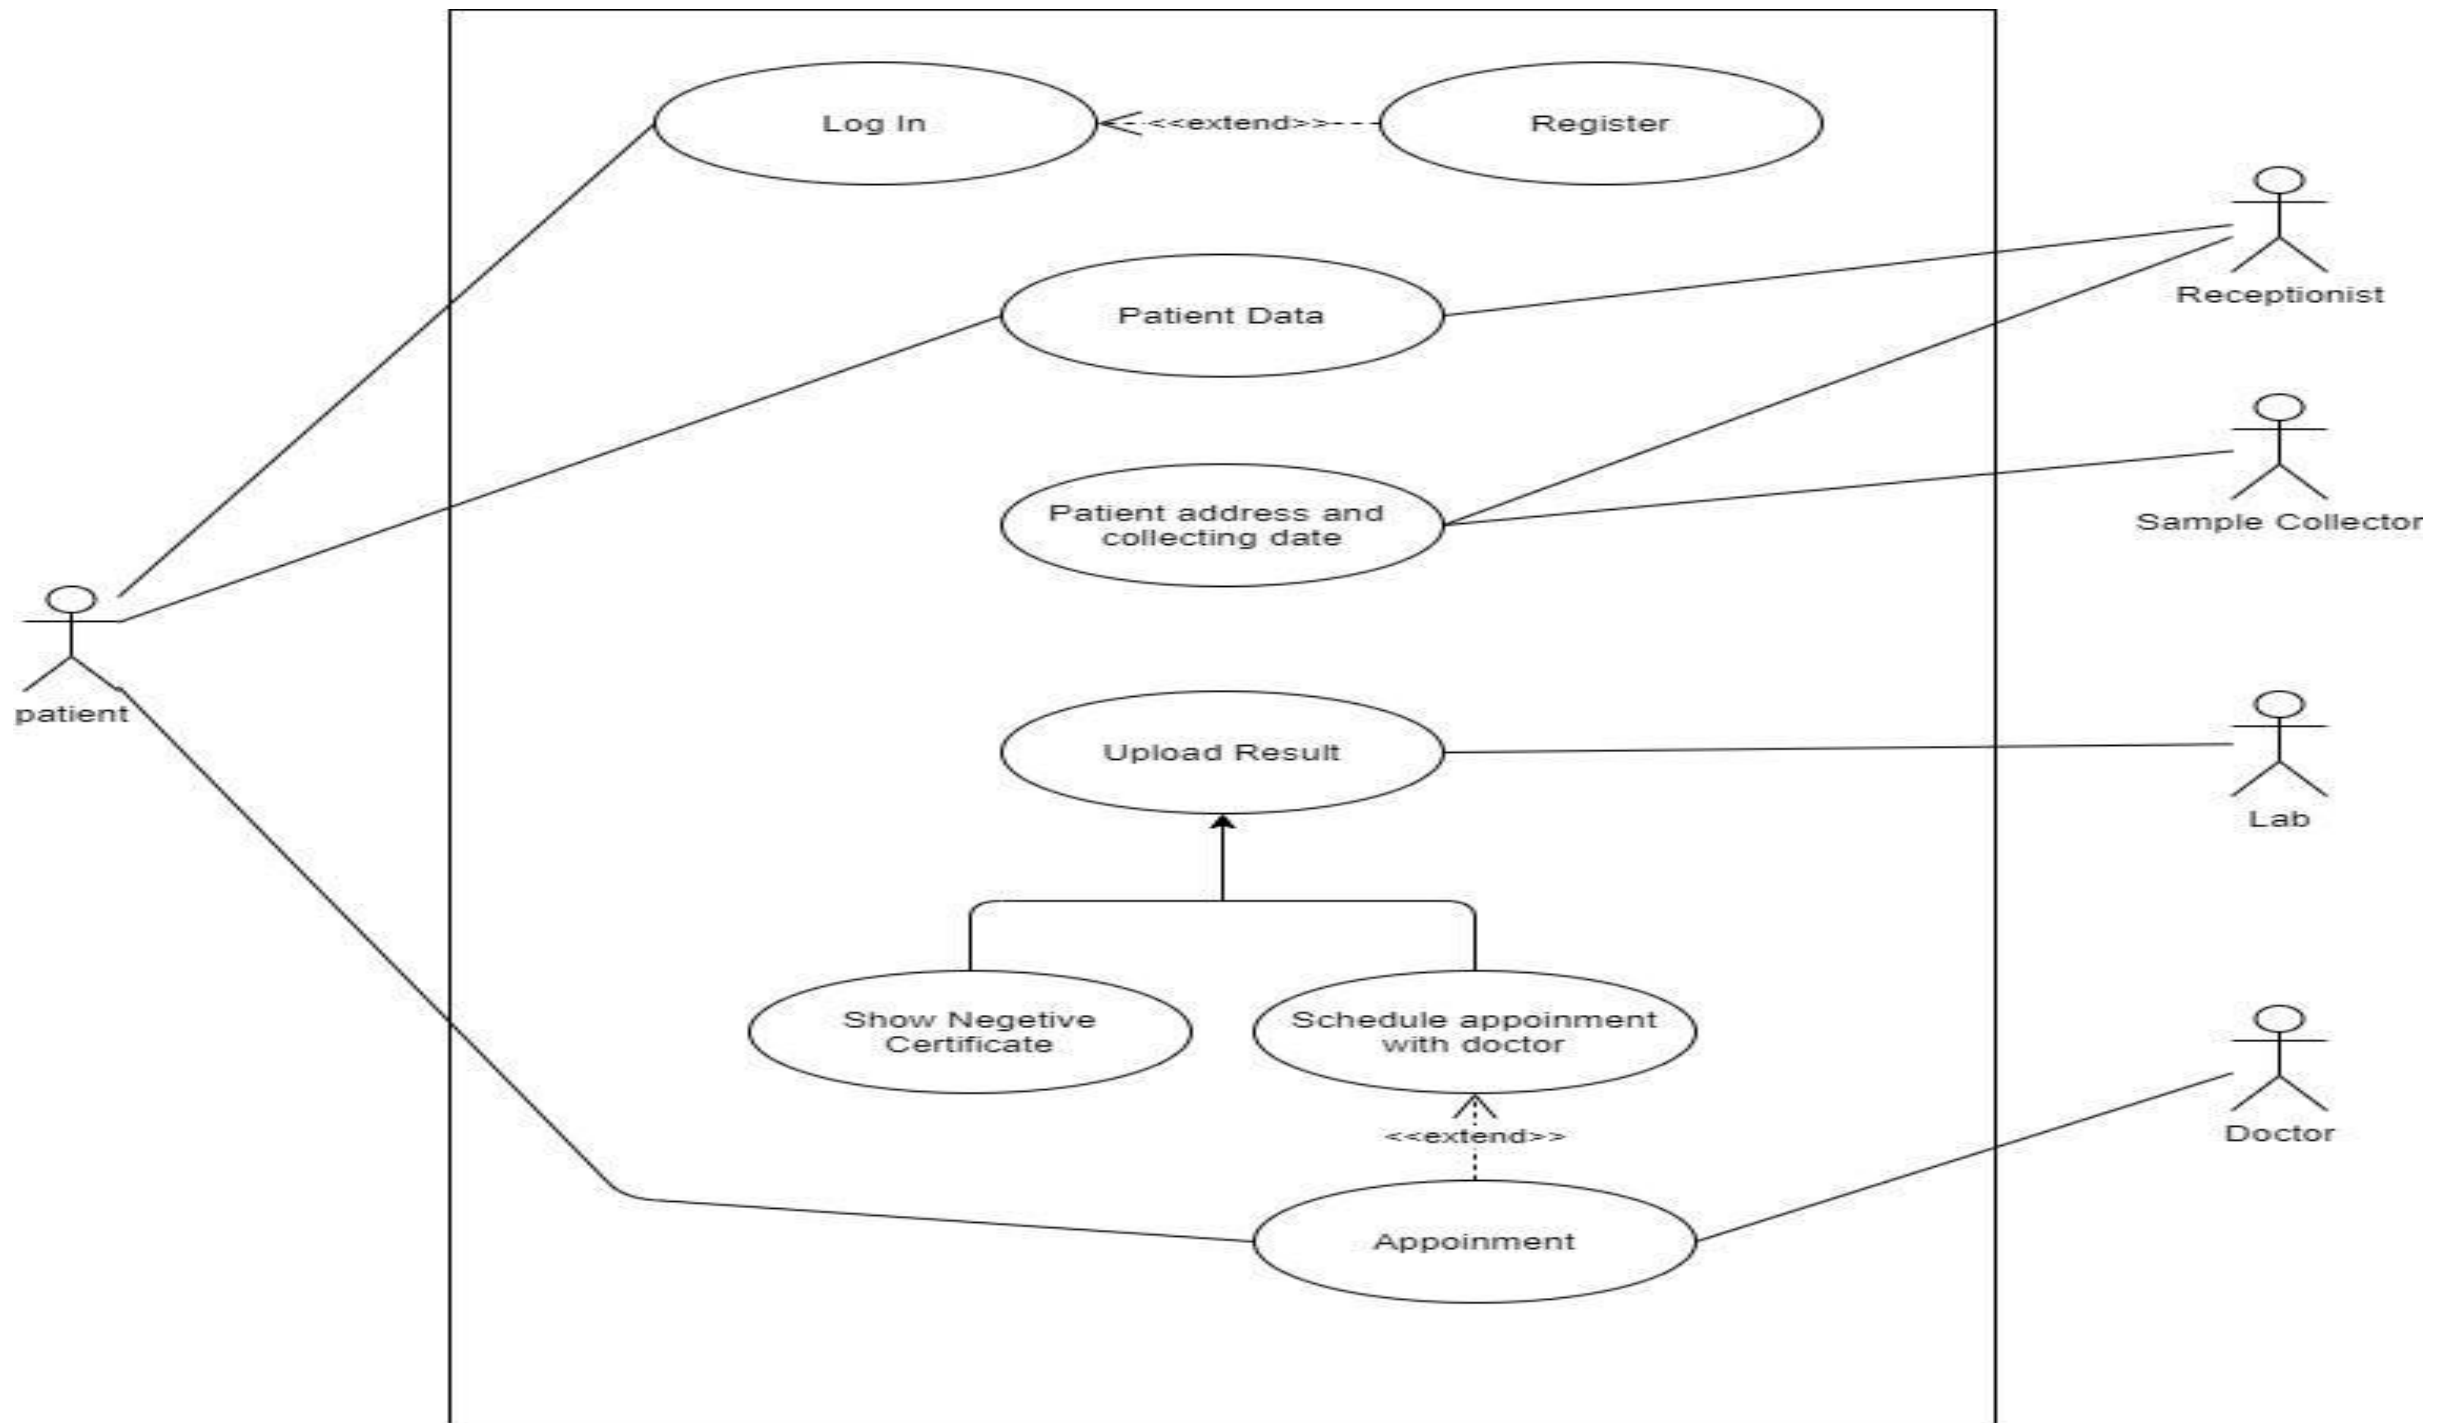 Log In
<<extend>>
Register
Receptionist
Patient Data
Patient address and
collecting date
Sample Collector
patient
Upload Result
Lab
Show Negetive
Certificate
Schedule appoinment
with doctor
<<extend>>
Doctor
Appoinment